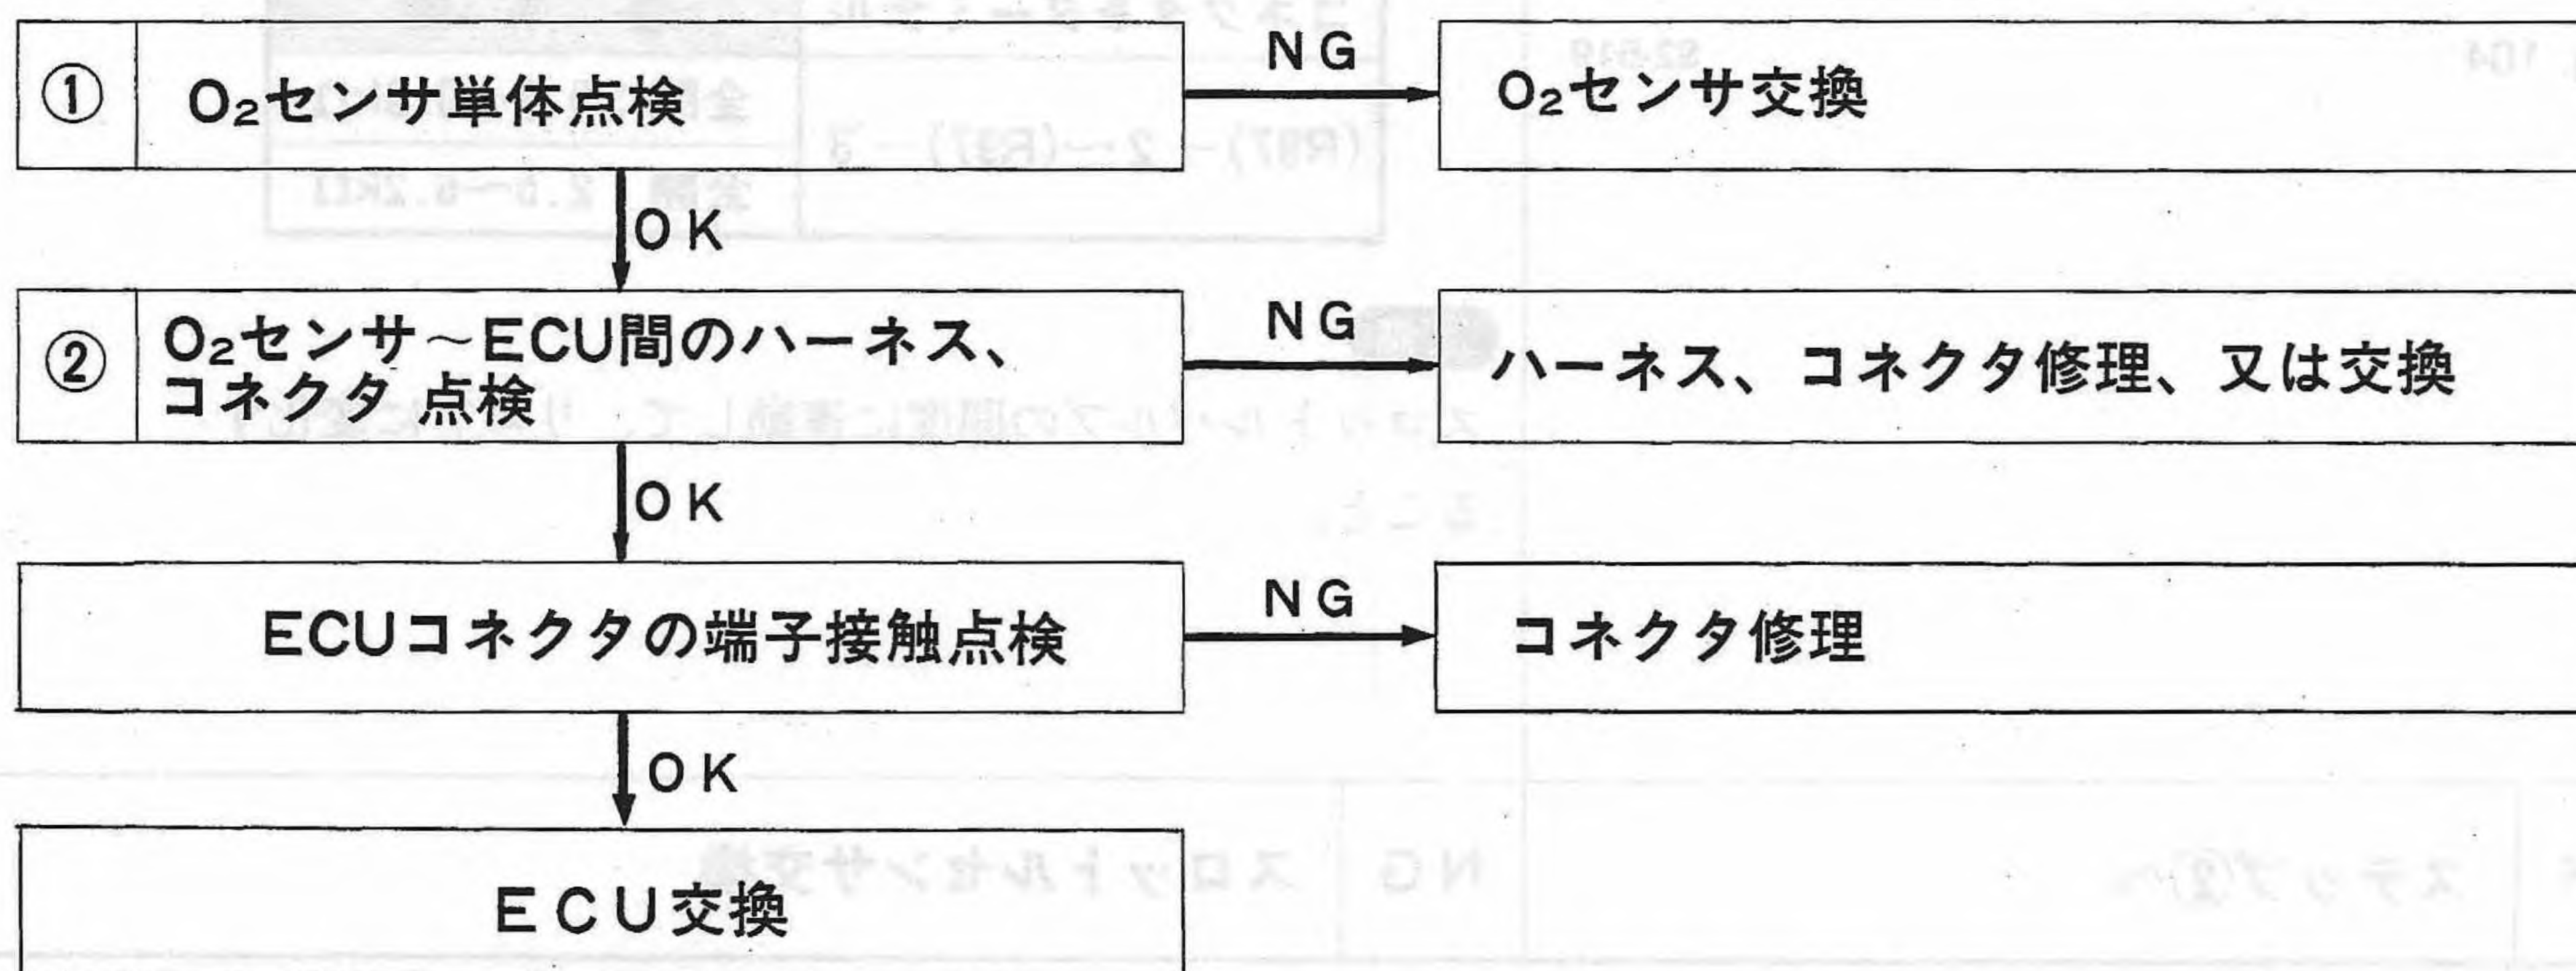 ① O₂センサ単体点検
NG
O₂センサ交換
OK
② O₂センサ~ECU間のハーネス、
コネクタ 点検
NG
ハーネス、コネクタ修理、又は交換
OK
ECUコネクタの端子接触点検
NG
コネクタ修理
OK
ECU交換